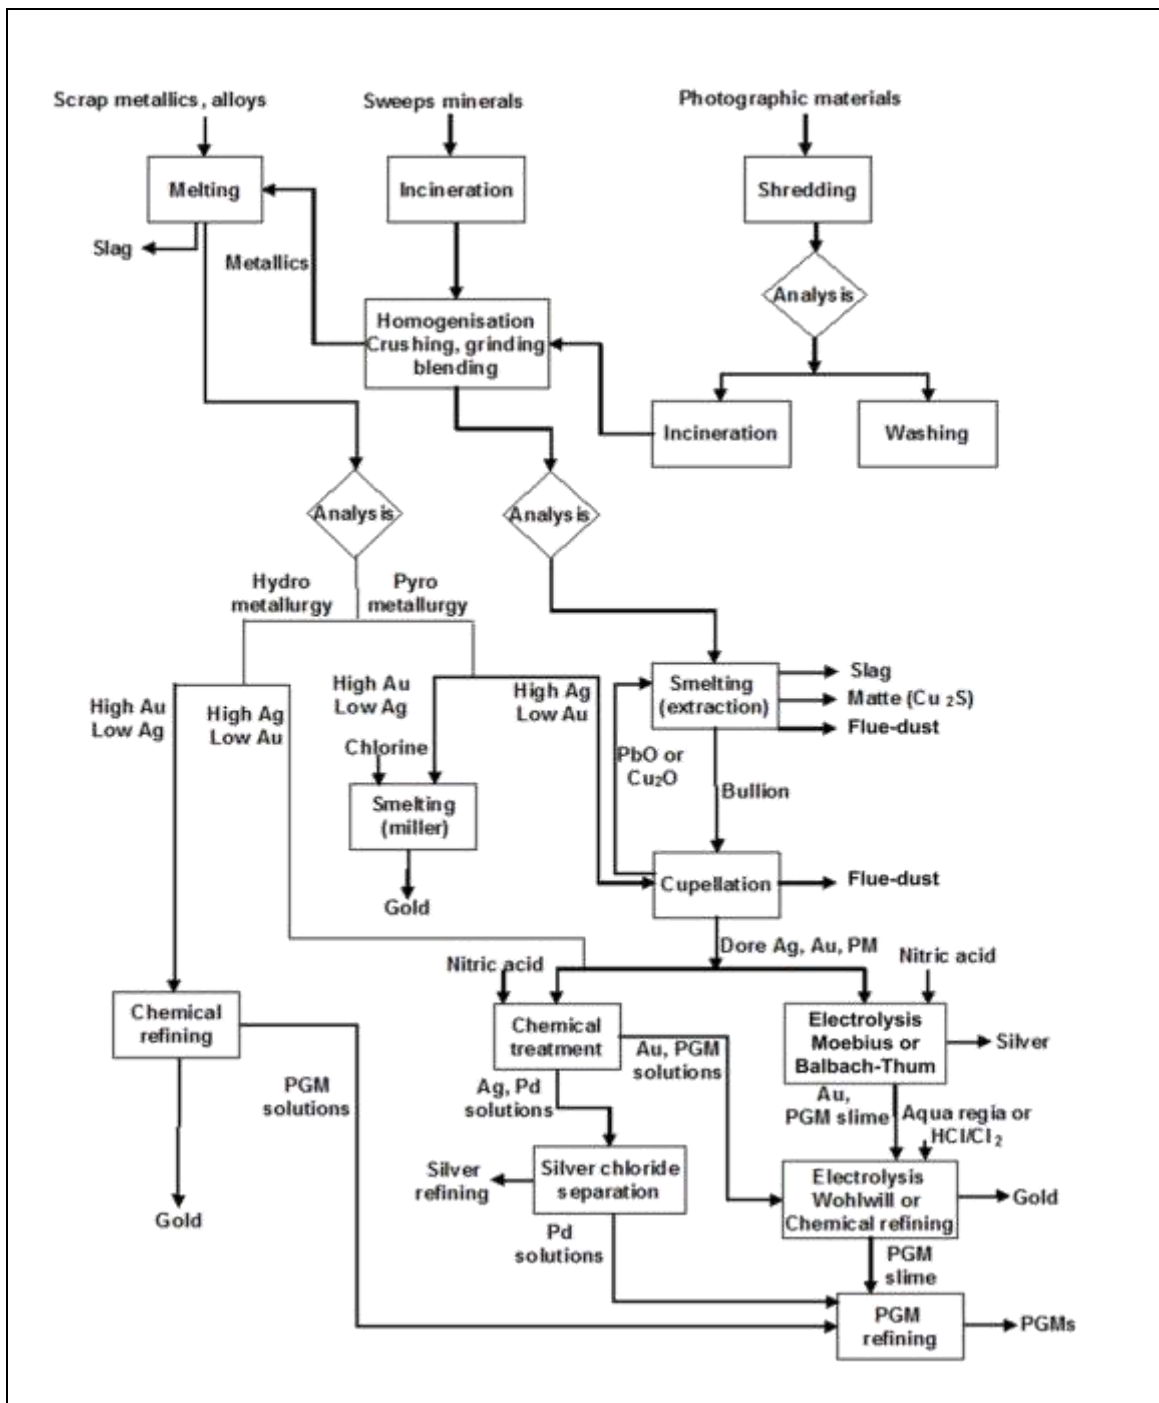 Scrap metallics, alloys
Sweeps minerals
Photographic materials
Melting
Incineration
Shredding
Slag
Metallics
Analysis
Homogenisation
Crushing, grinding
blending
Incineration
Washing
Analysis
Analysis
Hydro
metallurgy
Pyro
metallurgy
High Au
Low Ag
High Ag
Low Au
High Au
Low Ag
High Ag
Low Au
Smelting
(extraction)
Slag
Matte (Cu 2S)
Flue-dust
Chlorine
PbO or
Cu2O
Bullion
Smelting
(miller)
Cupellation
Flue-dust
Gold
Dore Ag, Au, PM
Nitric acid
Nitric acid
Chemical
refining
Chemical
treatment
Electrolysis
Moebius or
Balbach-Thum
Silver
Au, PGM
solutions
PGM
solutions
Ag, Pd
solutions
Au,
PGM slime
Aqua regia or
HCl/Cl2
Silver
refining
Silver chloride
separation
Electrolysis
Wohlwill or
Chemical refining
Gold
Gold
Pd
solutions
PGM
slime
PGM
refining
PGMs